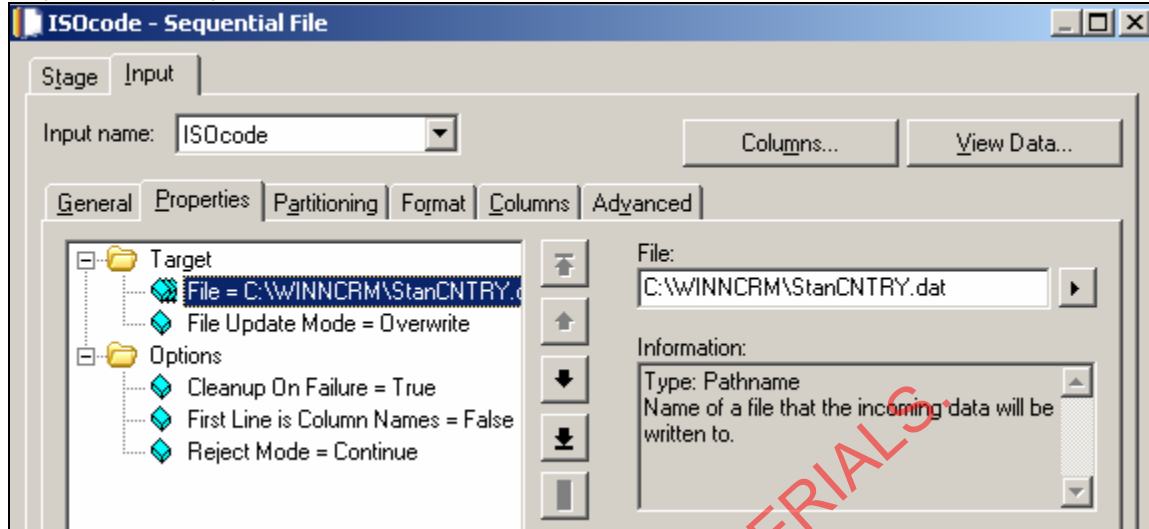 ISOcode - Sequential File
Stage Input
Input name: ISOcode Columns... View Data...
General Properties Partitioning Format Columns Advanced
Target
File = C:\WINNCRM\StanCNTRY.
File Update Mode = Overwrite
Options
Cleanup On Failure = True
First Line is Column Names = False
Reject Mode = Continue
File:
C:\WINNCRM\StanCNTRY.dat
Information:
Type: Pathname
Name of a file that the incoming data will be
written to.
ERIALS.